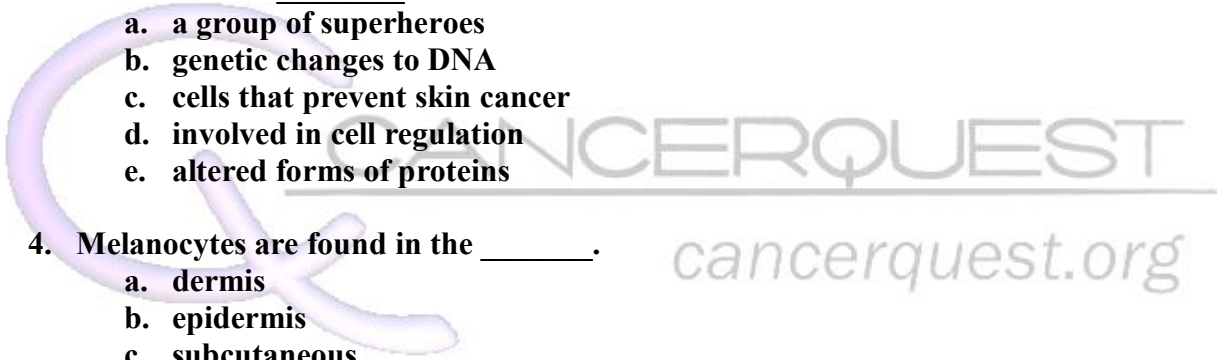 a. a group of superheroes
b. genetic changes to DNA
c. cells that prevent skin cancer
d. involved in cell regulation
e. altered forms of proteins
CANCERQUEST
4. Melanocytes are found in the _______.
cancerquest.org
a. dermis
b. epidermis
c. subcutaneous